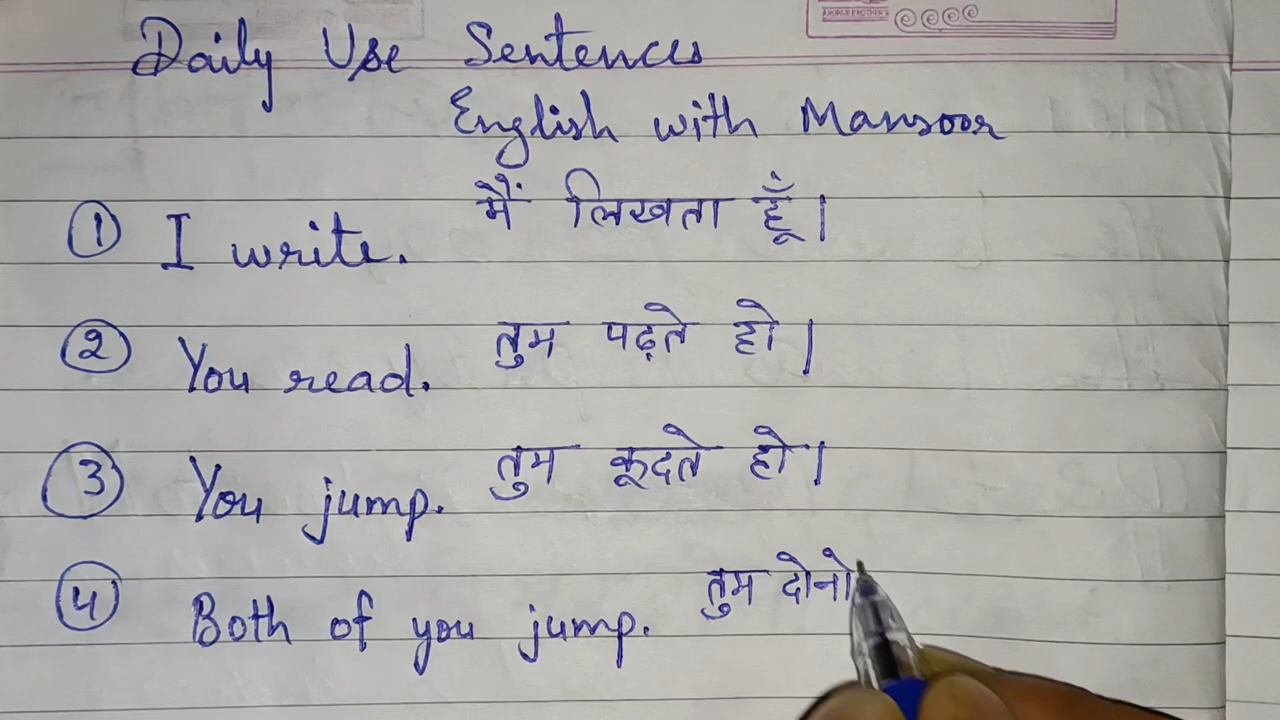 Daily Use Sentences
English with Mansoor
① I write. मैं लिखता हूँ।
② You read. तुम पढ़ते हो।
③ You jump. तुम कूदते हो।
④ Both of you jump. तुम दोनो